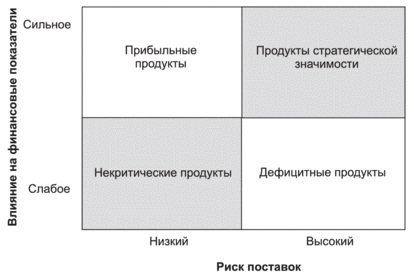 Влияние на финансовые показатели
Сильное
Прибыльные
продукты
Продукты стратегической
значимости
Слабое
Некритические продукты
Дефицитные продукты
Низкий
Высокий
Риск поставок